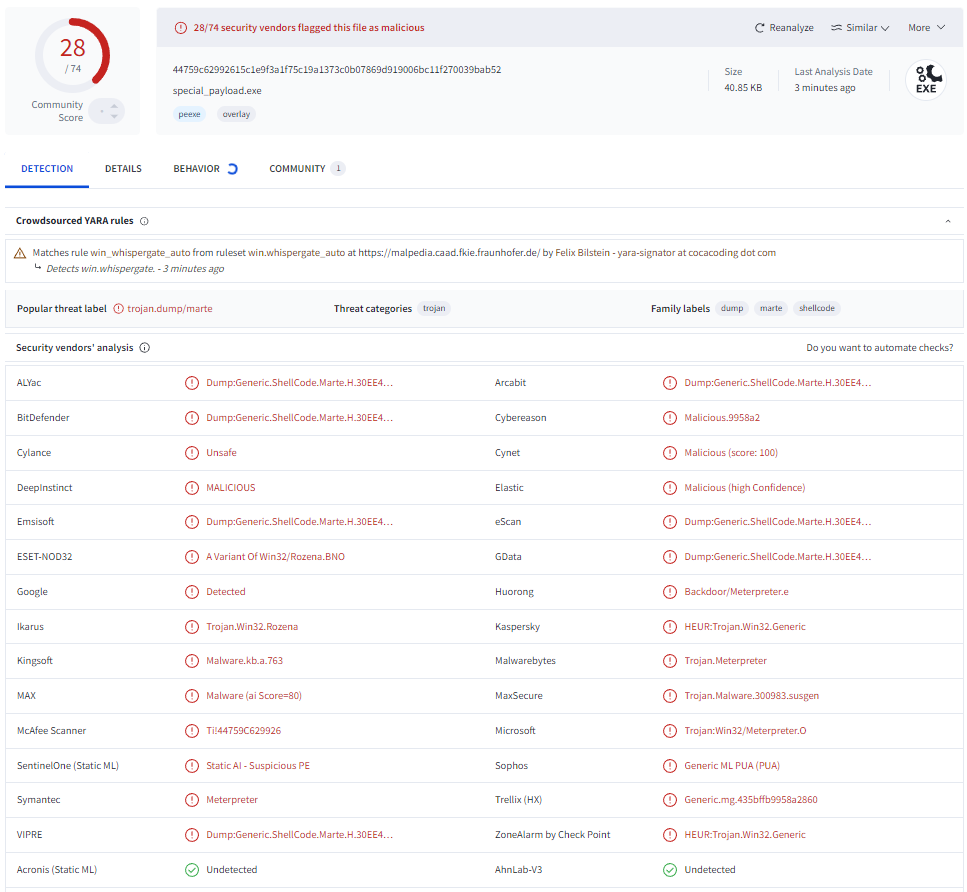 28
/ 74
Community
Score
28/74 security vendors flagged this file as malicious
Reanalyze
Similar
More
44759c62992615c1e9f3a1f75c19a1373c0b07869d919006bc11f270039bab52
special_payload.exe
peexe
overlay
Size
40.85 KB
Last Analysis Date
3 minutes ago
EXE
DETECTION
DETAILS
BEHAVIOR
COMMUNITY 1
Crowdsourced YARA rules
Matches rule win_whispergate_auto from ruleset win.whispergate_auto at https://malpedia.caad.fkie.fraunhofer.de/ by Felix Bilstein - yara-signator at cocacoding dot com
Detects win.whispergate. - 3 minutes ago
Popular threat label trojan.dump/marte
Threat categories trojan
Family labels dump marte shellcode
Security vendors' analysis
Do you want to automate checks?
ALYac Dump:Generic.ShellCode.Marte.H.30EE4… Arcabit Dump:Generic.ShellCode.Marte.H.30EE4…
BitDefender Dump:Generic.ShellCode.Marte.H.30EE4… Cybereason Malicious.9958a2
Cylance Unsafe Cynet Malicious (score: 100)
DeepInstinct MALICIOUS Elastic Malicious (high Confidence)
Emsisoft Dump:Generic.ShellCode.Marte.H.30EE4… eScan Dump:Generic.ShellCode.Marte.H.30EE4…
ESET-NOD32 A Variant Of Win32/Rozena.BNO GData Dump:Generic.ShellCode.Marte.H.30EE4…
Google Detected Huorong Backdoor/Meterpreter.e
Ikarus Trojan.Win32.Rozena Kaspersky HEUR:Trojan.Win32.Generic
Kingsoft Malware.kb.a.763 Malwarebytes Trojan.Meterpreter
MAX Malware (ai Score=80) MaxSecure Trojan.Malware.300983.susgen
McAfee Scanner Ti!44759C629926 Microsoft Trojan:Win32/Meterpreter.O
SentinelOne (Static ML) Static AI - Suspicious PE Sophos Generic ML PUA (PUA)
Symantec Meterpreter Trellix (HX) Generic.mg.435bffb9958a2860
VIPRE Dump:Generic.ShellCode.Marte.H.30EE4… ZoneAlarm by Check Point HEUR:Trojan.Win32.Generic
Acronis (Static ML) Undetected AhnLab-V3 Undetected